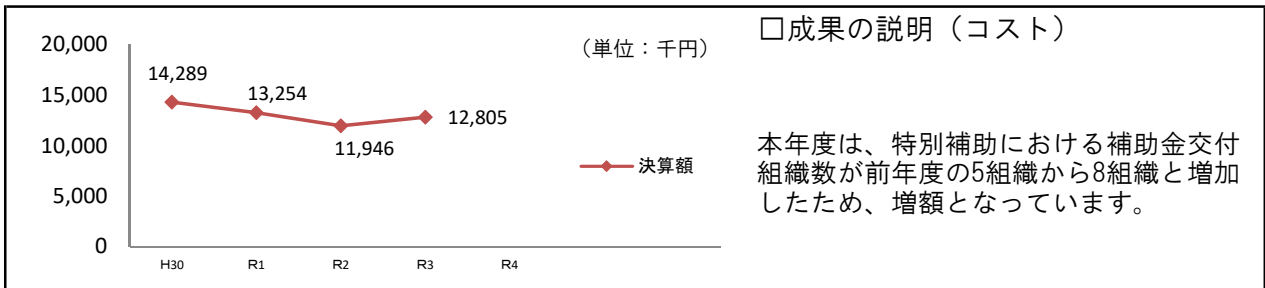 20,000
15,000
10,000
5,000
0
(単位:千円)
14,289
13,254
11,946
12,805
決算額
H30 R1 R2 R3 R4
□成果の説明(コスト)
本年度は、特別補助における補助金交付
組織数が前年度の5組織から8組織と増加
したため、増額となっています。